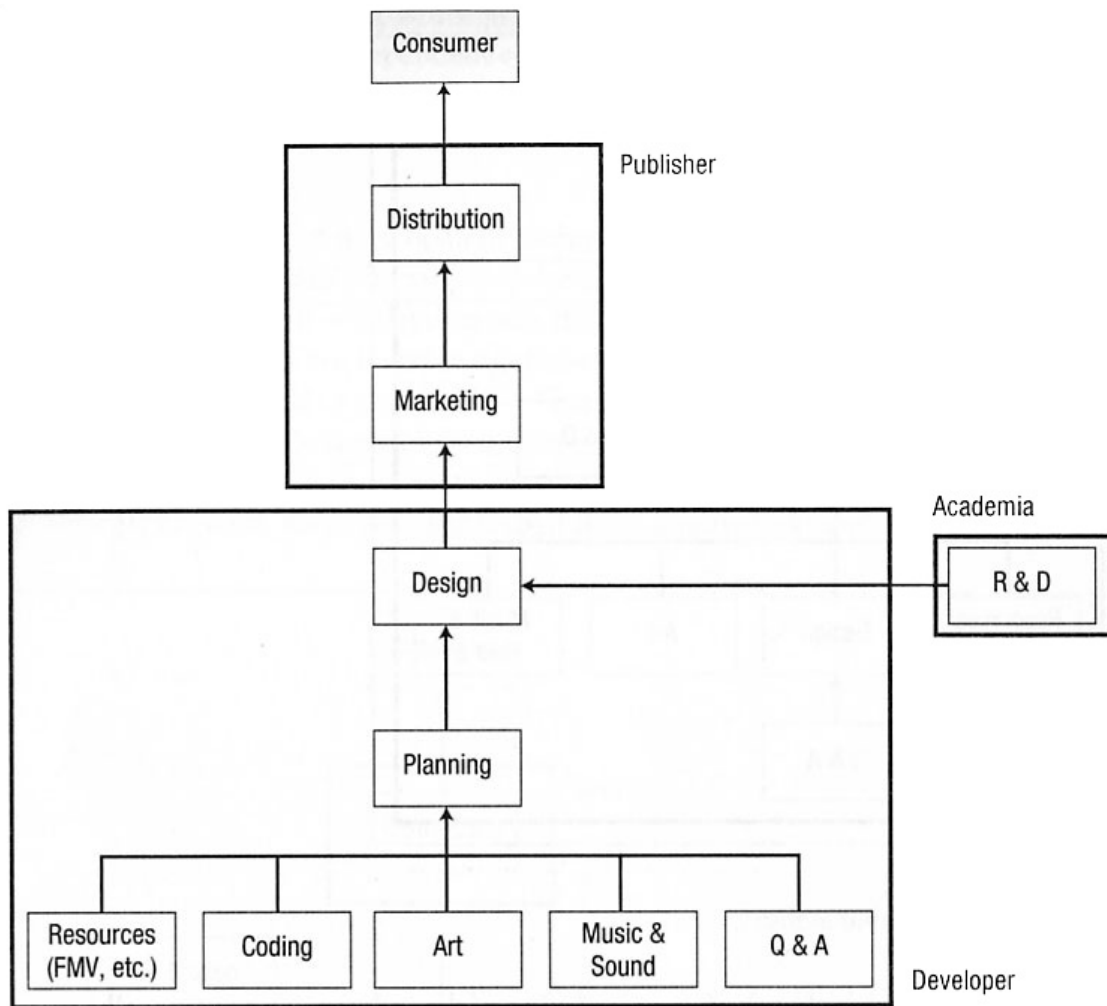 Consumer
Publisher
Distribution
Marketing
Academia
Design
R & D
Planning
Resources
(FMV, etc.)
Coding
Art
Music &
Sound
Q & A
Developer